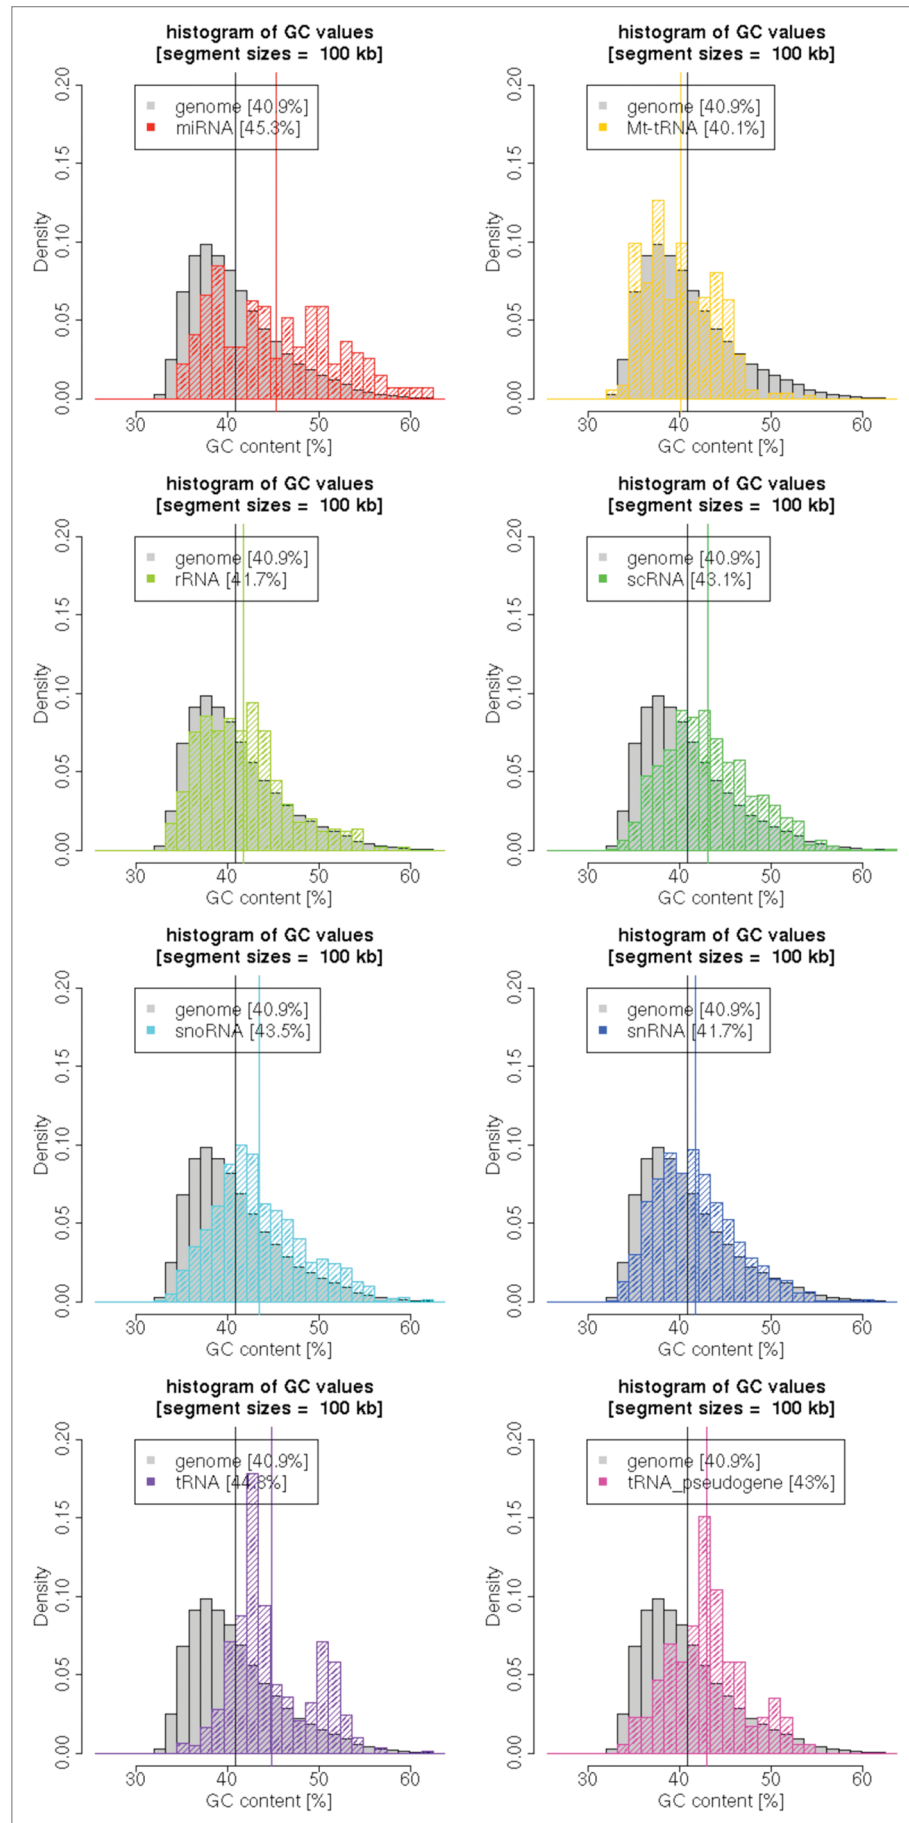 histogram of GC values
[segment sizes = 100 kb]
genome [40.9%]
miRNA [45.3%]
Density
0.00
0.05
0.10
0.15
0.20
30
40
50
60
GC content [%]
histogram of GC values
[segment sizes = 100 kb]
genome [40.9%]
Mt-tRNA [40.1%]
Density
0.00
0.05
0.10
0.15
0.20
30
40
50
60
GC content [%]
histogram of GC values
[segment sizes = 100 kb]
genome [40.9%]
rRNA [41.7%]
Density
0.00
0.05
0.10
0.15
0.20
30
40
50
60
GC content [%]
histogram of GC values
[segment sizes = 100 kb]
genome [40.9%]
scRNA [43.1%]
Density
0.00
0.05
0.10
0.15
0.20
30
40
50
60
GC content [%]
histogram of GC values
[segment sizes = 100 kb]
genome [40.9%]
snoRNA [43.5%]
Density
0.00
0.05
0.10
0.15
0.20
30
40
50
60
GC content [%]
histogram of GC values
[segment sizes = 100 kb]
genome [40.9%]
snRNA [41.7%]
Density
0.00
0.05
0.10
0.15
0.20
30
40
50
60
GC content [%]
histogram of GC values
[segment sizes = 100 kb]
genome [40.9%]
tRNA [44.8%]
Density
0.00
0.05
0.10
0.15
0.20
30
40
50
60
GC content [%]
histogram of GC values
[segment sizes = 100 kb]
genome [40.9%]
tRNA_pseudogene [43%]
Density
0.00
0.05
0.10
0.15
0.20
30
40
50
60
GC content [%]